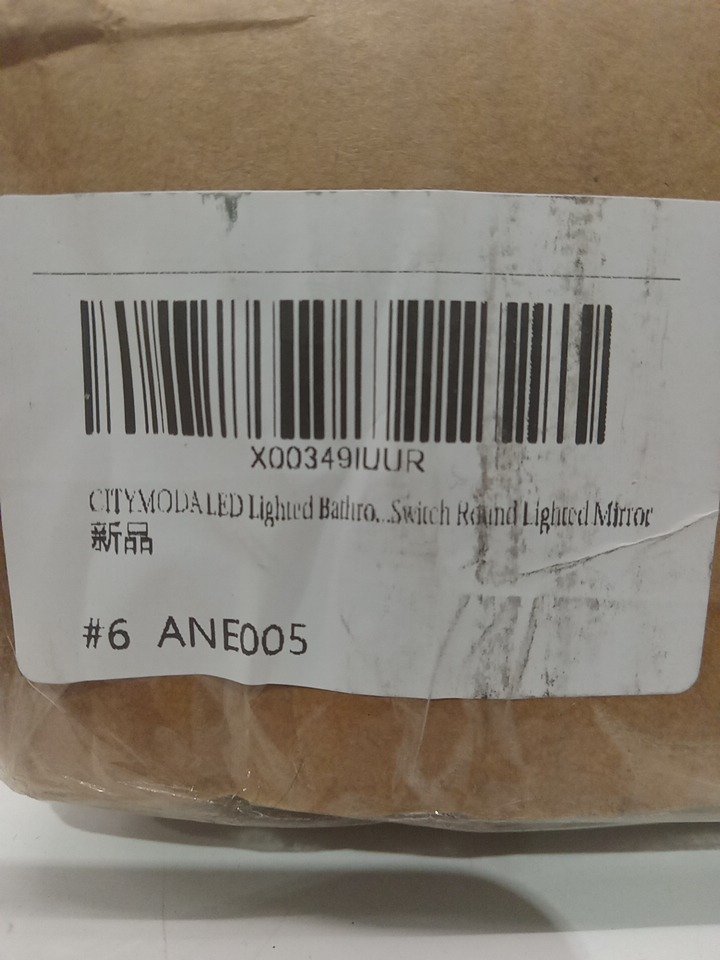 X00349IUUR
CITYMODA LED Lighted Bathro...Switch Round Lighted Mirror
新品
#6 ANE005